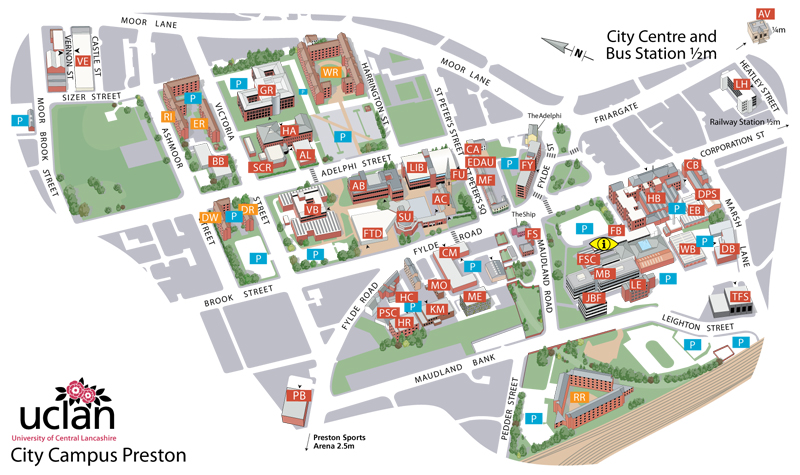 MOOR LANE
City Centre and
Bus Station ½m
N
AV
¼m
CASTLE ST
VERNON ST
VE
SIZER STREET
P
MOOR BROOK STREET
RI
ASHMOOR
STREET
P
ER
VICTORIA
STREET
BB
P
GR
WR
P
HARRINGTON ST
HA
AL
SCR
P
MOOR LANE
ST PETER'S STREET
FRIARGATE
HEATLEY STREET
LH
Railway Station ½m
CORPORATION ST
The Adelphi
CA
EDAU
P
FY
FYLDE ST
MF
FU
ST PETER'S SQ
ADELPHI STREET
LIB
AB
AC
SU
VB
FTD
P
DW
P
DR
BROOK STREET
The Ship
FS
FYLDE ROAD
MAUDLAND ROAD
CM
P
MO
ME
HC
P
KM
PSC
HR
FYLDE ROAD
P
FB
i
FSC
MB
JBF
LE
P
HB
CB
DPS
P
EB
WB
P
DB
MARSH LANE
TFS
LEIGHTON STREET
P
P
MAUDLAND BANK
PEDDER STREET
P
RR
PB
Preston Sports
Arena 2.5m
uclan
University of Central Lancashire
City Campus Preston